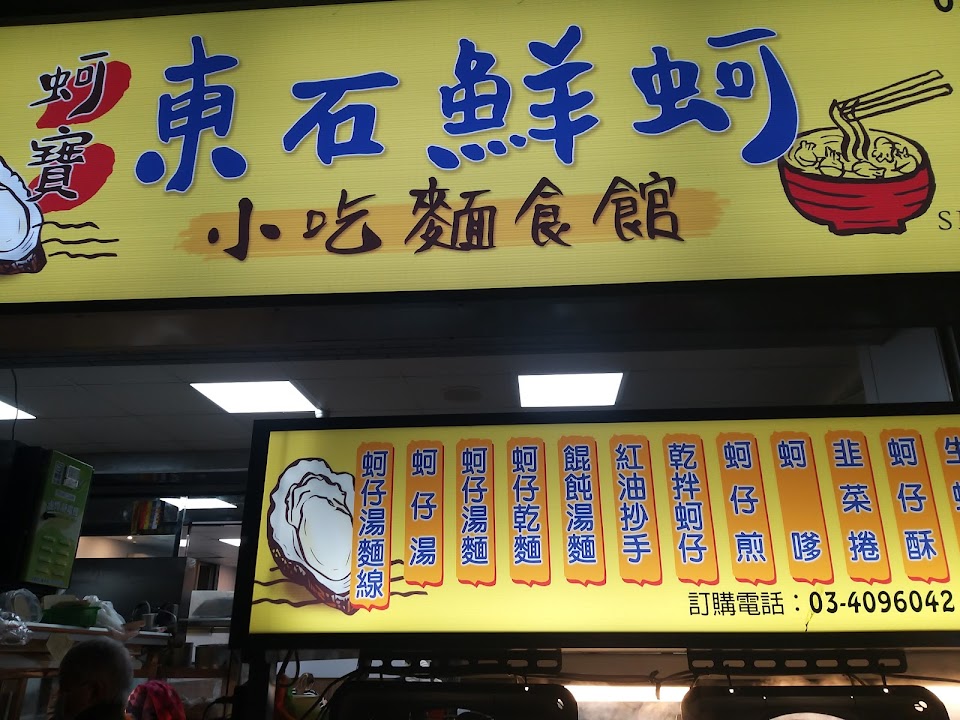 蚵寶
東石鮮蚵
小吃麵食館
蚵仔湯麵線
蚵仔湯
蚵仔湯麵
蚵仔乾麵
餛飩湯麵
紅油抄手
乾拌蚵仔
蚵仔煎
蚵嗲
韭菜捲
蚵仔酥
訂購電話：03-4096042